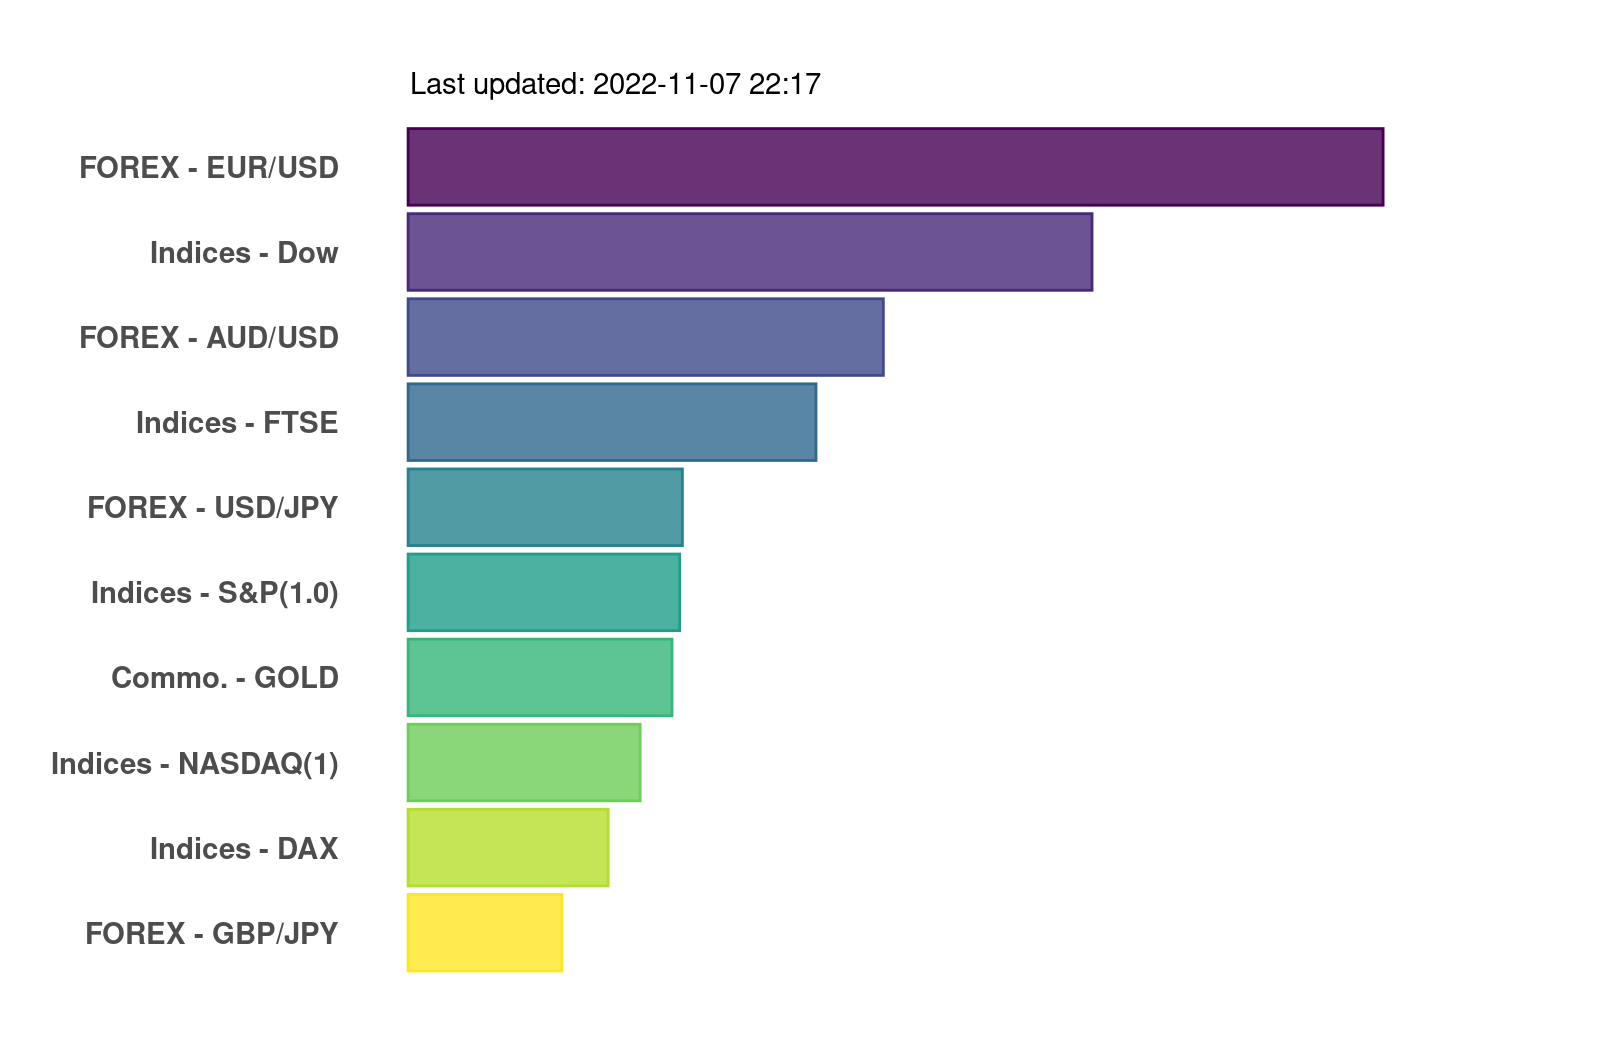 Last updated: 2022-11-07 22:17
FOREX - EUR/USD
Indices - Dow
FOREX - AUD/USD
Indices - FTSE
FOREX - USD/JPY
Indices - S&P(1.0)
Commo. - GOLD
Indices - NASDAQ(1)
Indices - DAX
FOREX - GBP/JPY